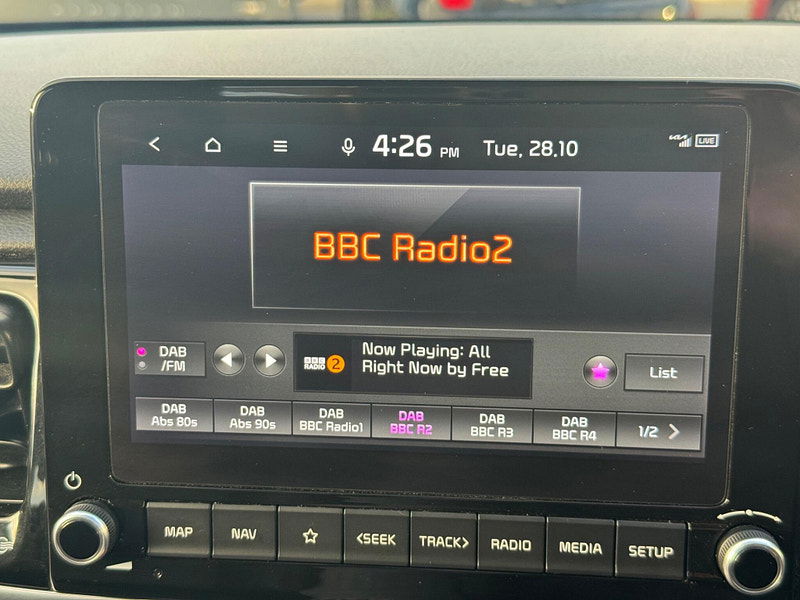 4:26 PM Tue, 28.10 KIA LIVE
BBC Radio2
DAB
/FM
BBC
RADIO 2
Now Playing: All
Right Now by Free
List
DAB
Abs 80s
DAB
Abs 90s
DAB
BBC Radio1
DAB
BBC R2
DAB
BBC R3
DAB
BBC R4
1/2 >
MAP
NAV
<SEEK
TRACK>
RADIO
MEDIA
SETUP